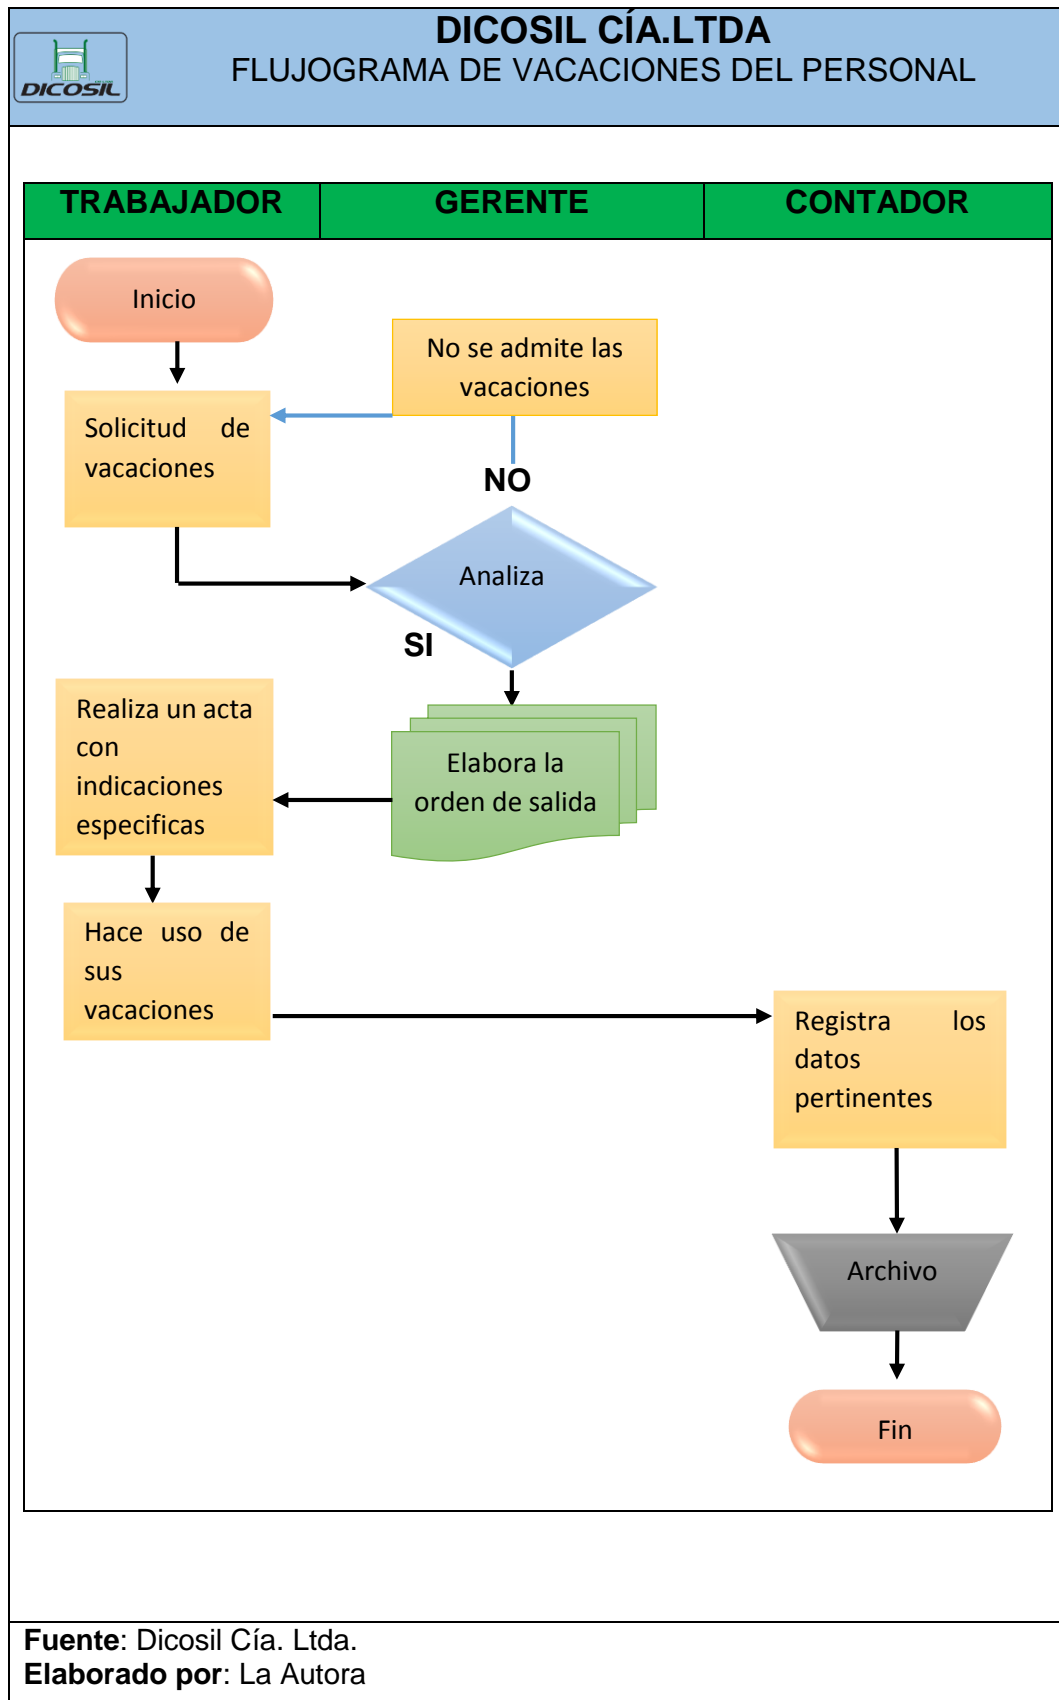 DICOSIL CÍA.LTDA
FLUJOGRAMA DE VACACIONES DEL PERSONAL
DICOSIL
TRABAJADOR
GERENTE
CONTADOR
Inicio
No se admite las
vacaciones
Solicitud de
vacaciones
NO
Analiza
SI
Realiza un acta
con
indicaciones
especificas
Elabora la
orden de salida
Hace uso de
sus
vacaciones
Registra los
datos
pertinentes
Archivo
Fin
Fuente: Dicosil Cía. Ltda.
Elaborado por: La Autora